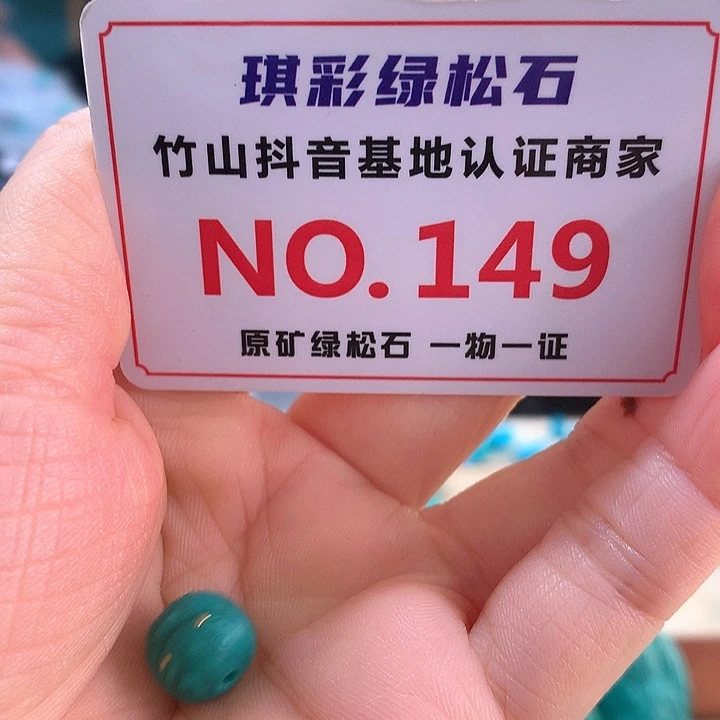 琪彩绿松石
竹山抖音基地认证商家
NO.149
原矿绿松石 一物一证